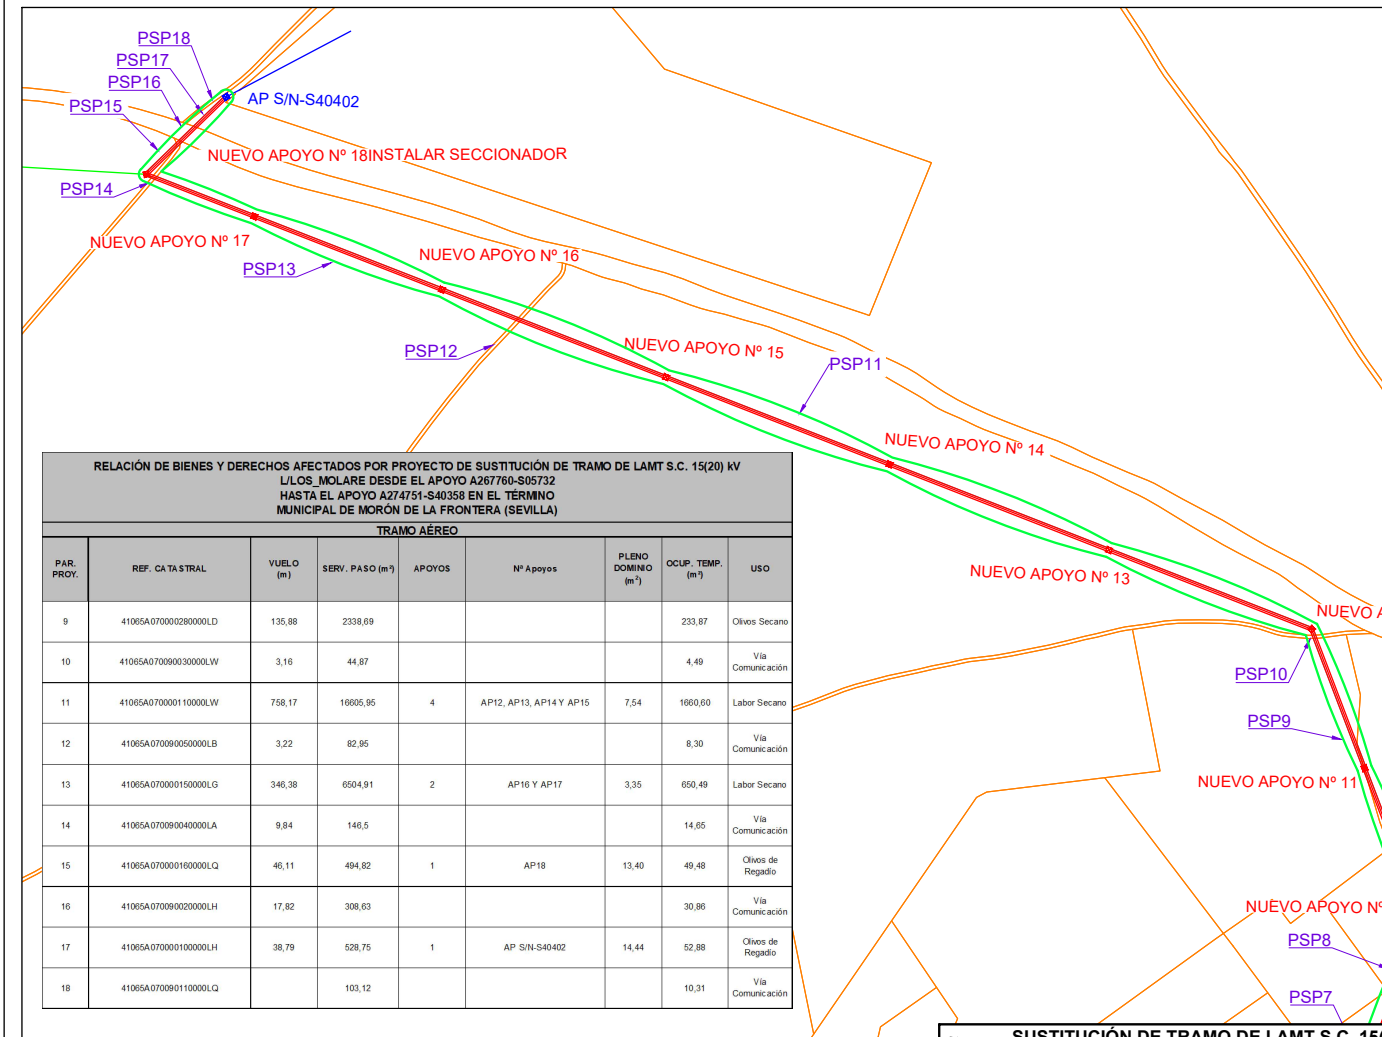 PSP18
PSP17
PSP16
PSP15
AP S/N-S40402
NUEVO APOYO Nº 18INSTALAR SECCIONADOR
PSP14
NUEVO APOYO Nº 17
PSP13
NUEVO APOYO Nº 16
PSP12
NUEVO APOYO Nº 15
PSP11
NUEVO APOYO Nº 14
NUEVO APOYO Nº 13
NUEVO A
PSP10
PSP9
NUEVO APOYO Nº 11
NUEVO APOYO Nº
PSP8
PSP7
RELACIÓN DE BIENES Y DERECHOS AFECTADOS POR PROYECTO DE SUSTITUCIÓN DE TRAMO DE LAMT S.C. 15(20) kV
L/LOS_MOLARE DESDE EL APOYO A267760-S05732
HASTA EL APOYO A274751-S40358 EN EL TÉRMINO
MUNICIPAL DE MORÓN DE LA FRONTERA (SEVILLA)
TRAMO AÉREO
PAR. PROY. REF. CATASTRAL VUELO (m) SERV. PASO (m²) APOYOS Nº Apoyos PLENO DOMINIO (m²) OCUP. TEMP. (m²) USO
9 41065A070000280000LD 135,88 2338,69 233,87 Olivos Secano
10 41065A070090030000LW 3,16 44,87 4,49 Vía Comunicación
11 41065A070000110000LW 758,17 16605,95 4 AP12, AP13, AP14 Y AP15 7,54 1660,60 Labor Secano
12 41065A070090050000LB 3,22 82,95 8,30 Vía Comunicación
13 41065A070000150000LG 346,38 6504,91 2 AP16 Y AP17 3,35 650,49 Labor Secano
14 41065A070090040000LA 9,84 146,5 14,65 Vía Comunicación
15 41065A070000160000LQ 46,11 494,82 1 AP18 13,40 49,48 Olivos de Regadío
16 41065A070090020000LH 17,82 308,63 30,86 Vía Comunicación
17 41065A070000100000LH 38,79 528,75 1 AP S/N-S40402 14,44 52,88 Olivos de Regadío
18 41065A070090110000LQ 103,12 10,31 Vía Comunicación
SUSTITUCIÓN DE TRAMO DE LAMT S.C. 15(